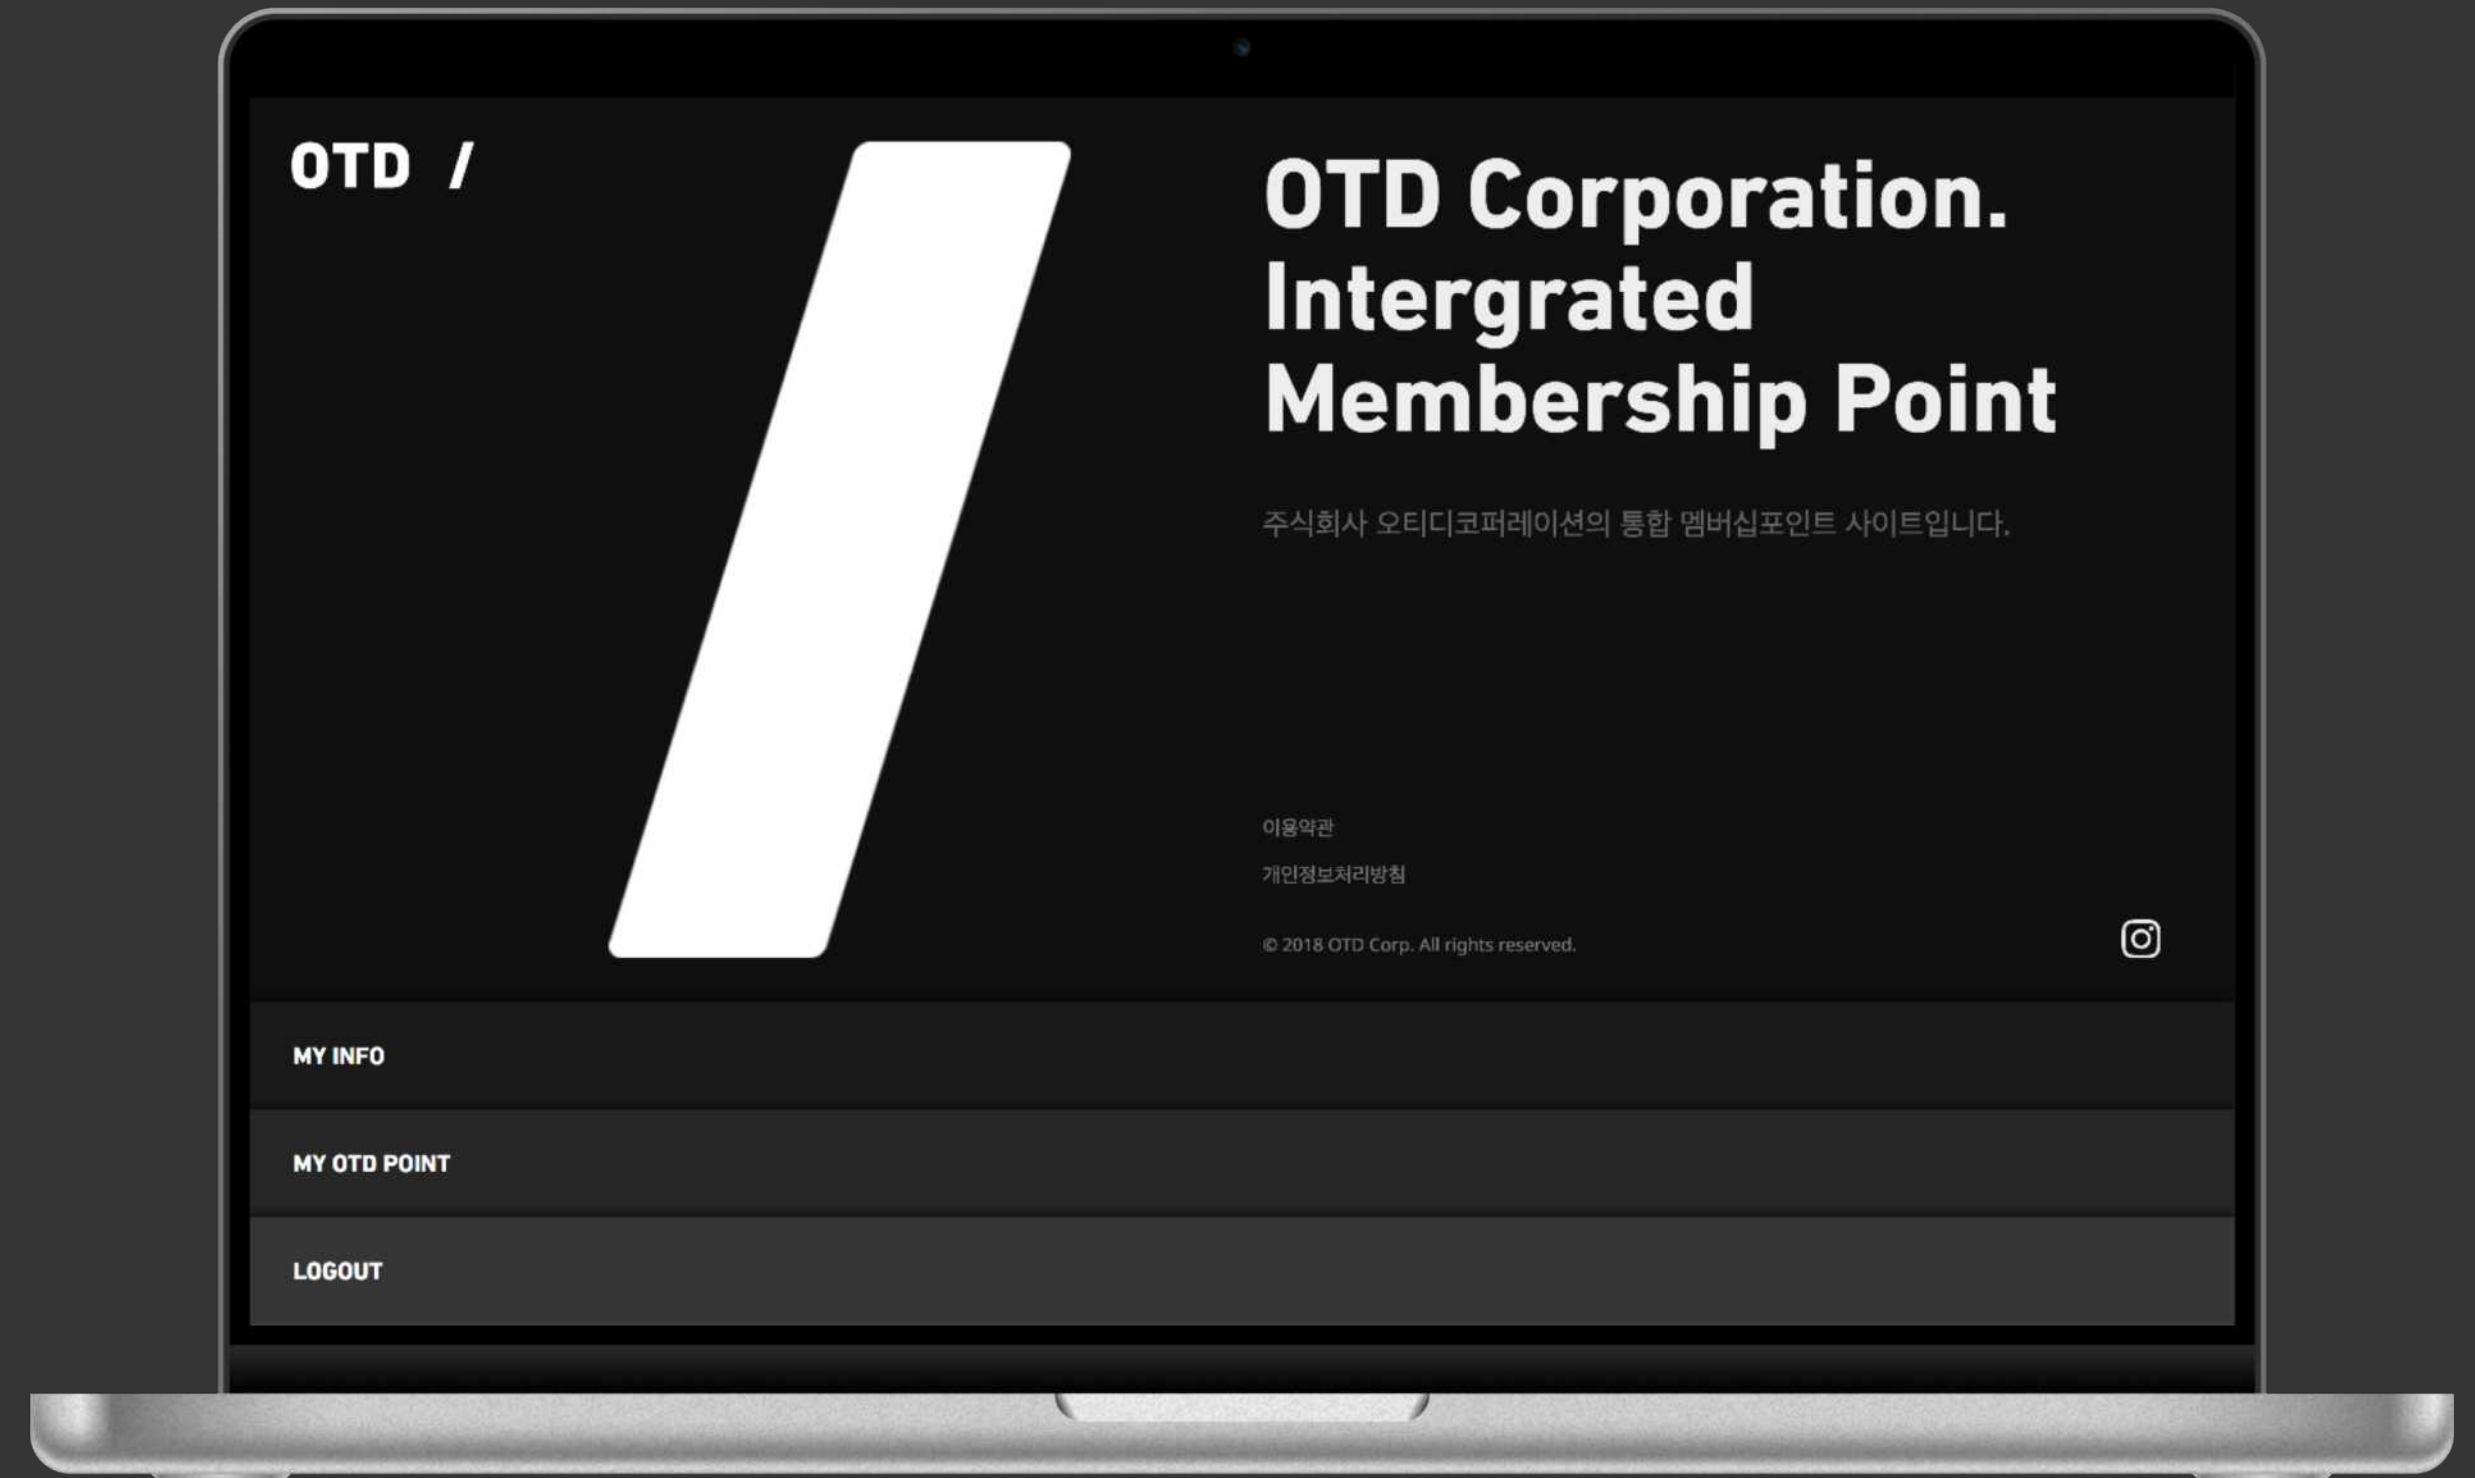 OTD /
OTD Corporation.
Intergrated
Membership Point
주식회사 오티디코퍼레이션의 통합 멤버십포인트 사이트입니다.
이용약관
개인정보처리방침
© 2018 OTD Corp. All rights reserved.
MY INFO
MY OTD POINT
LOGOUT